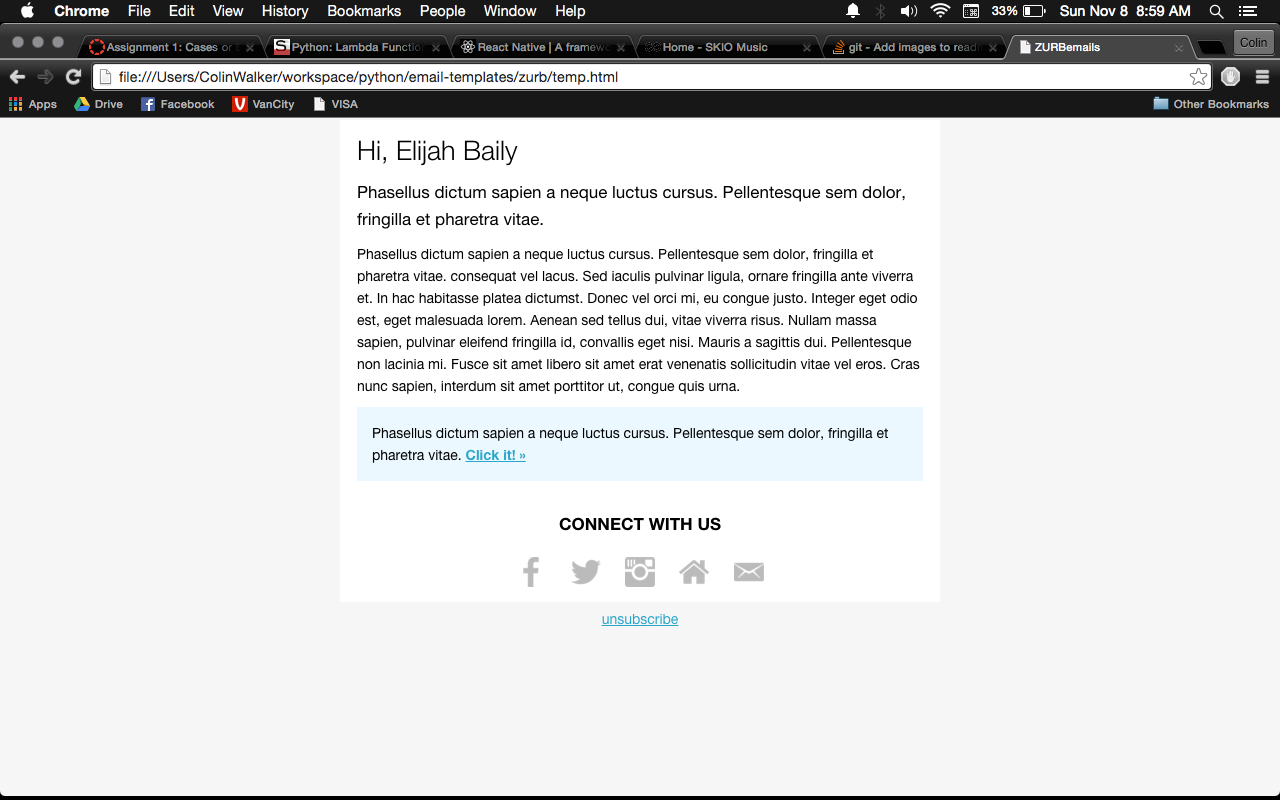 Chrome File Edit View History Bookmarks People Window Help 33% Sun Nov 8 8:59 AM
Assignment 1: Cases or Python: Lambda Functio React Native | A framew Home - SKIO Music git - Add images to read ZURBemails Colin
file:///Users/ColinWalker/workspace/python/email-templates/zurb/temp.html
Apps Drive Facebook VanCity VISA Other Bookmarks
Hi, Elijah Baily
Phasellus dictum sapien a neque luctus cursus. Pellentesque sem dolor,
fringilla et pharetra vitae.
Phasellus dictum sapien a neque luctus cursus. Pellentesque sem dolor, fringilla et
pharetra vitae. consequat vel lacus. Sed iaculis pulvinar ligula, ornare fringilla ante viverra
et. In hac habitasse platea dictumst. Donec vel orci mi, eu congue justo. Integer eget odio
est, eget malesuada lorem. Aenean sed tellus dui, vitae viverra risus. Nullam massa
sapien, pulvinar eleifend fringilla id, convallis eget nisi. Mauris a sagittis dui. Pellentesque
non lacinia mi. Fusce sit amet libero sit amet erat venenatis sollicitudin vitae vel eros. Cras
nunc sapien, interdum sit amet porttitor ut, congue quis urna.
Phasellus dictum sapien a neque luctus cursus. Pellentesque sem dolor, fringilla et
pharetra vitae. Click it! »
CONNECT WITH US
unsubscribe